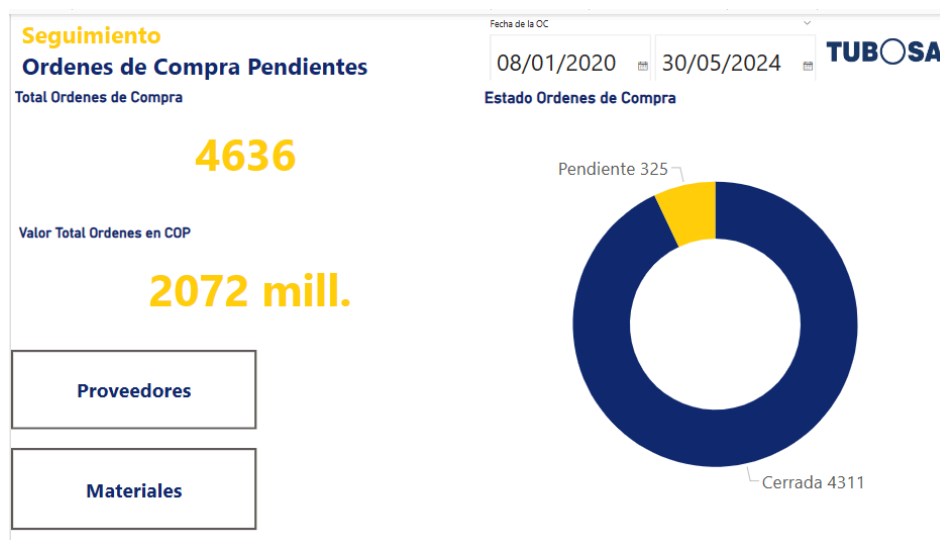 Seguimiento
Ordenes de Compra Pendientes
Total Ordenes de Compra
4636
Valor Total Ordenes en COP
2072 mill.
Proveedores
Materiales
Fecha de la OC
08/01/2020 30/05/2024
TUBOSA
Estado Ordenes de Compra
Pendiente 325
Cerrada 4311